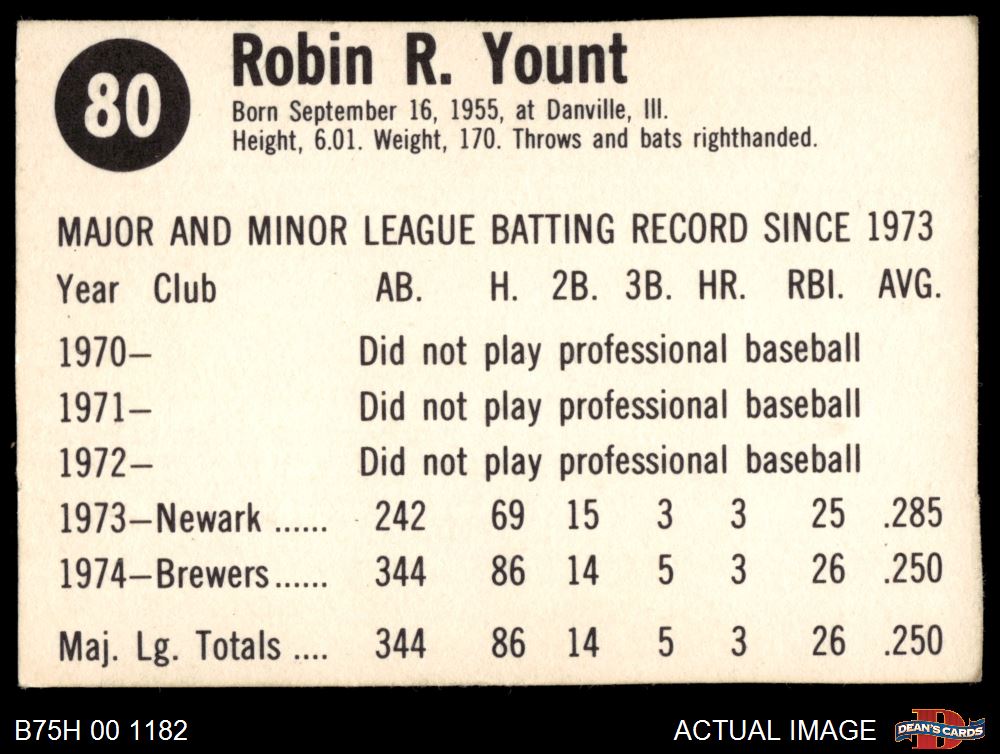 80
Robin R. Yount
Born September 16, 1955, at Danville, Ill.
Height, 6.01. Weight, 170. Throws and bats righthanded.
MAJOR AND MINOR LEAGUE BATTING RECORD SINCE 1973
Year Club AB. H. 2B. 3B. HR. RBI. AVG.
1970— Did not play professional baseball
1971— Did not play professional baseball
1972— Did not play professional baseball
1973—Newark ...... 242 69 15 3 3 25 .285
1974—Brewers...... 344 86 14 5 3 26 .250
Maj. Lg. Totals .... 344 86 14 5 3 26 .250
B75H 00 1182
ACTUAL IMAGE
D
DEAN'S CARDS